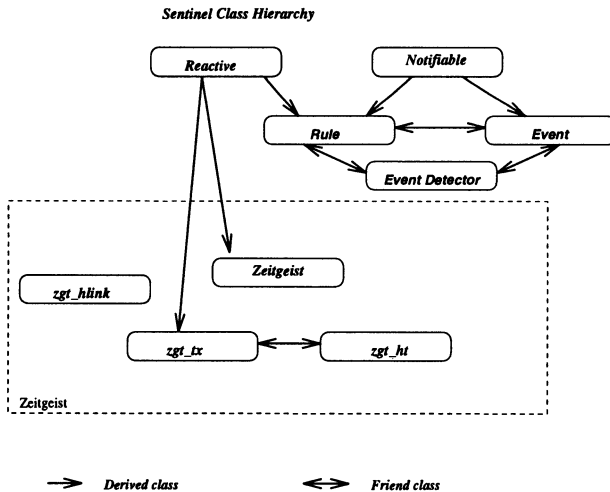 Sentinel Class Hierarchy
Reactive
Notifiable
Rule
Event
Event Detector
Zeitgeist
zgt_hlink
zgt_tx
zgt_ht
Zeitgeist
Derived class
Friend class